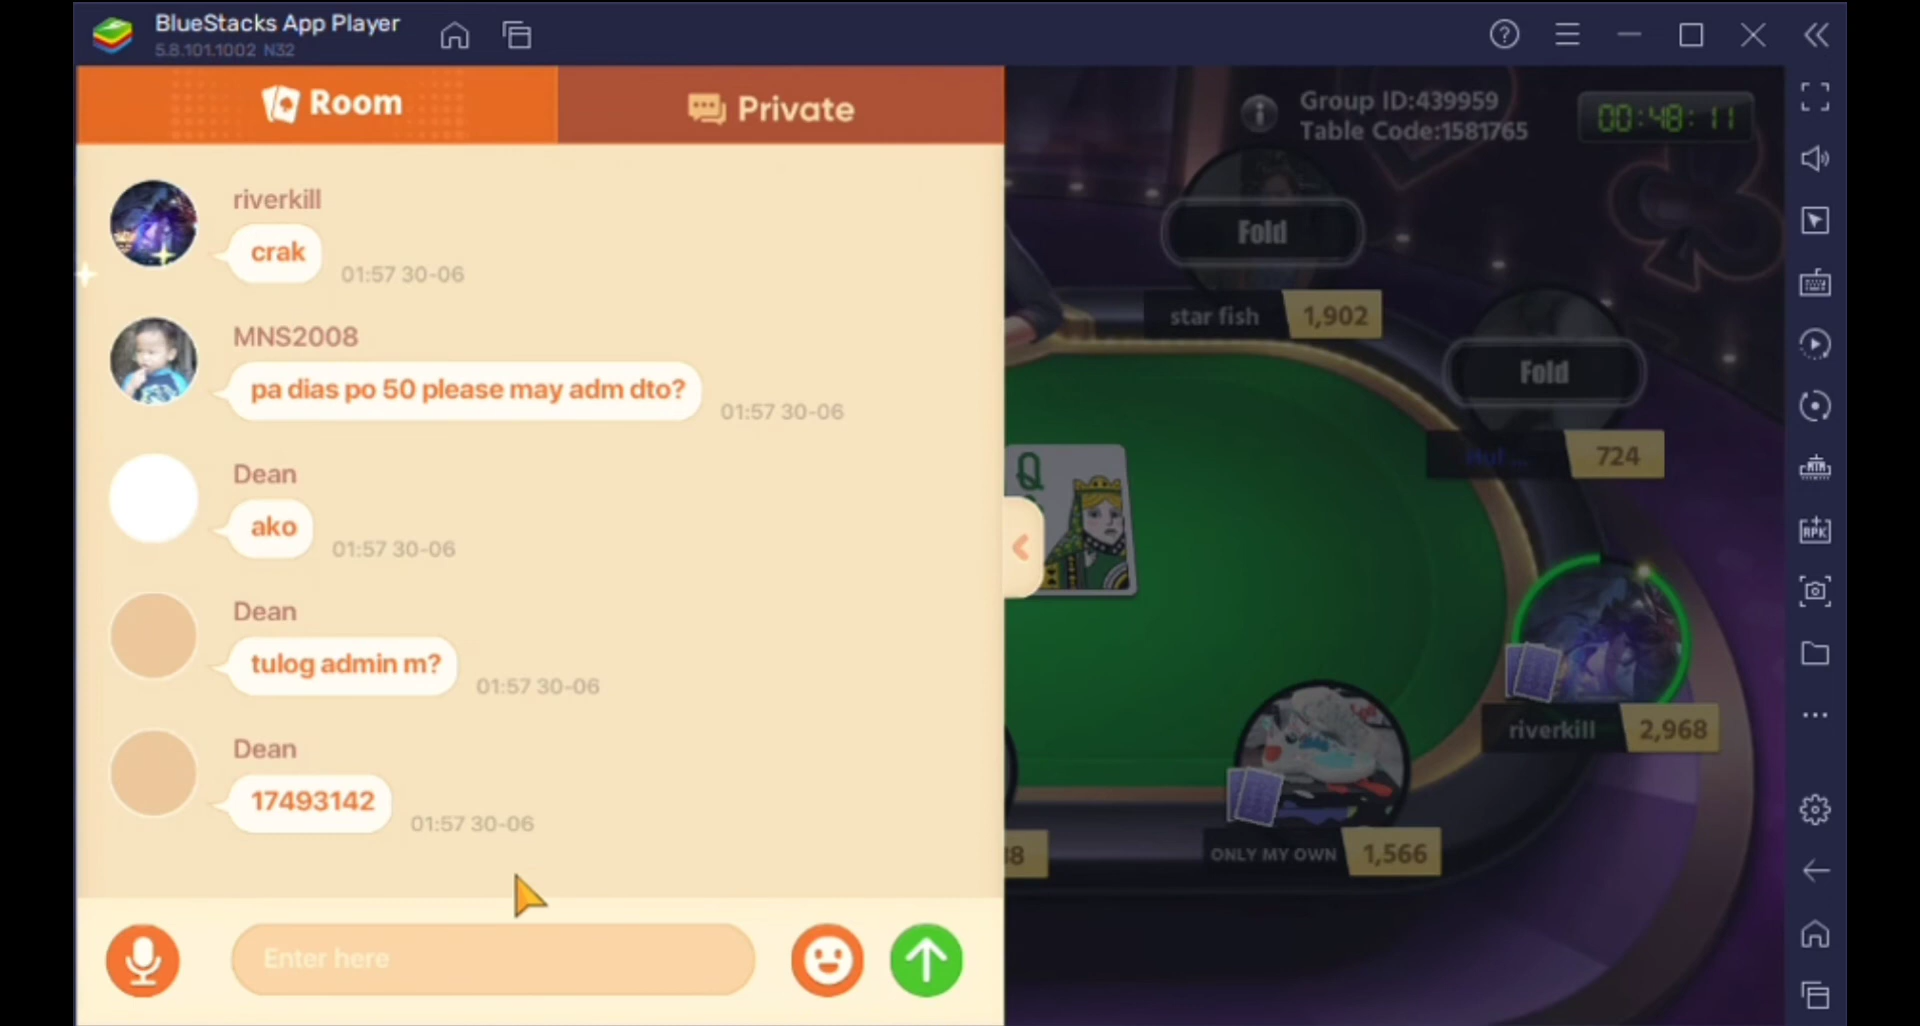 BlueStacks App Player
5.8.101.1002 N32
Room
Private
riverkill
crak
01:57 30-06
MNS2008
pa dias po 50 please may adm dto?
01:57 30-06
Dean
ako
01:57 30-06
Dean
tulog admin m?
01:57 30-06
Dean
17493142
01:57 30-06
Enter here
Group ID:439959
Table Code:1581765
00:48:11
Fold
star fish
1,902
Fold
724
Q
riverkill
2,968
ONLY MY OWN
1,566
RPK